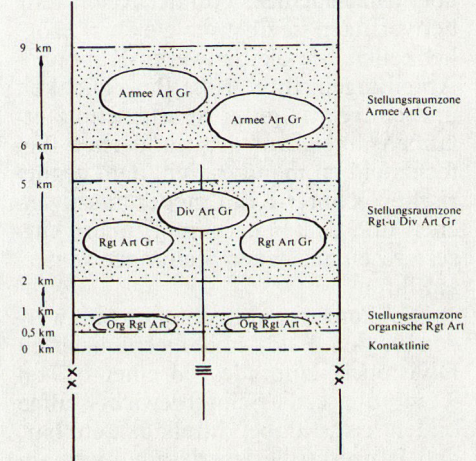 9 km
Armee Art Gr
Armee Art Gr
Stellungsraumzone
Armee Art Gr
6 km
5 km
Div Art Gr
Rgt Art Gr
Rgt Art Gr
Stellungsraumzone
Rgt-u Div Art Gr
2 km
1 km
Org Rgt Art
Org Rgt Art
Stellungsraumzone
organische Rgt Art
0,5 km
0 km
Kontaktlinie